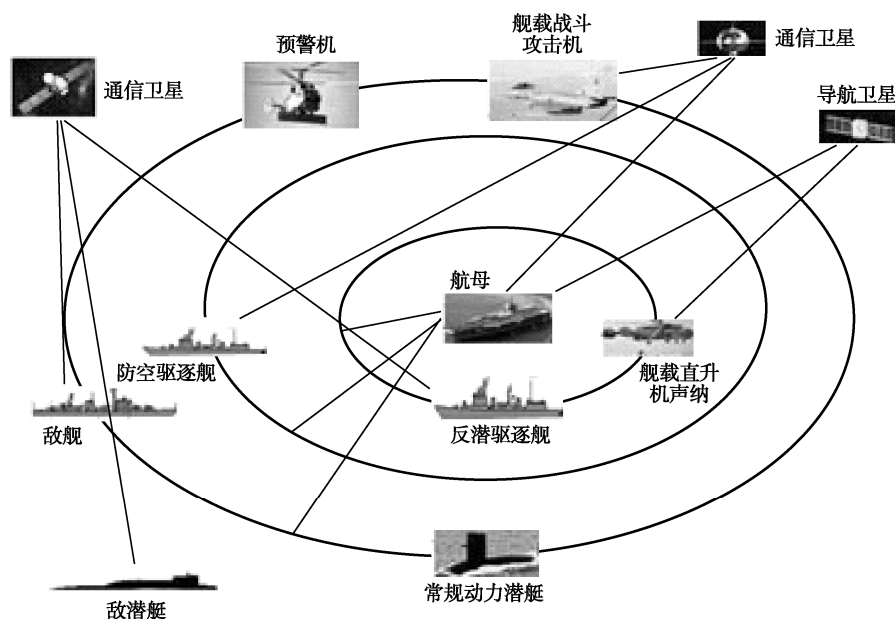 预警机
舰载战斗
攻击机
通信卫星
通信卫星
导航卫星
航母
防空驱逐舰
舰载直升
机声纳
敌舰
反潜驱逐舰
常规动力潜艇
敌潜艇